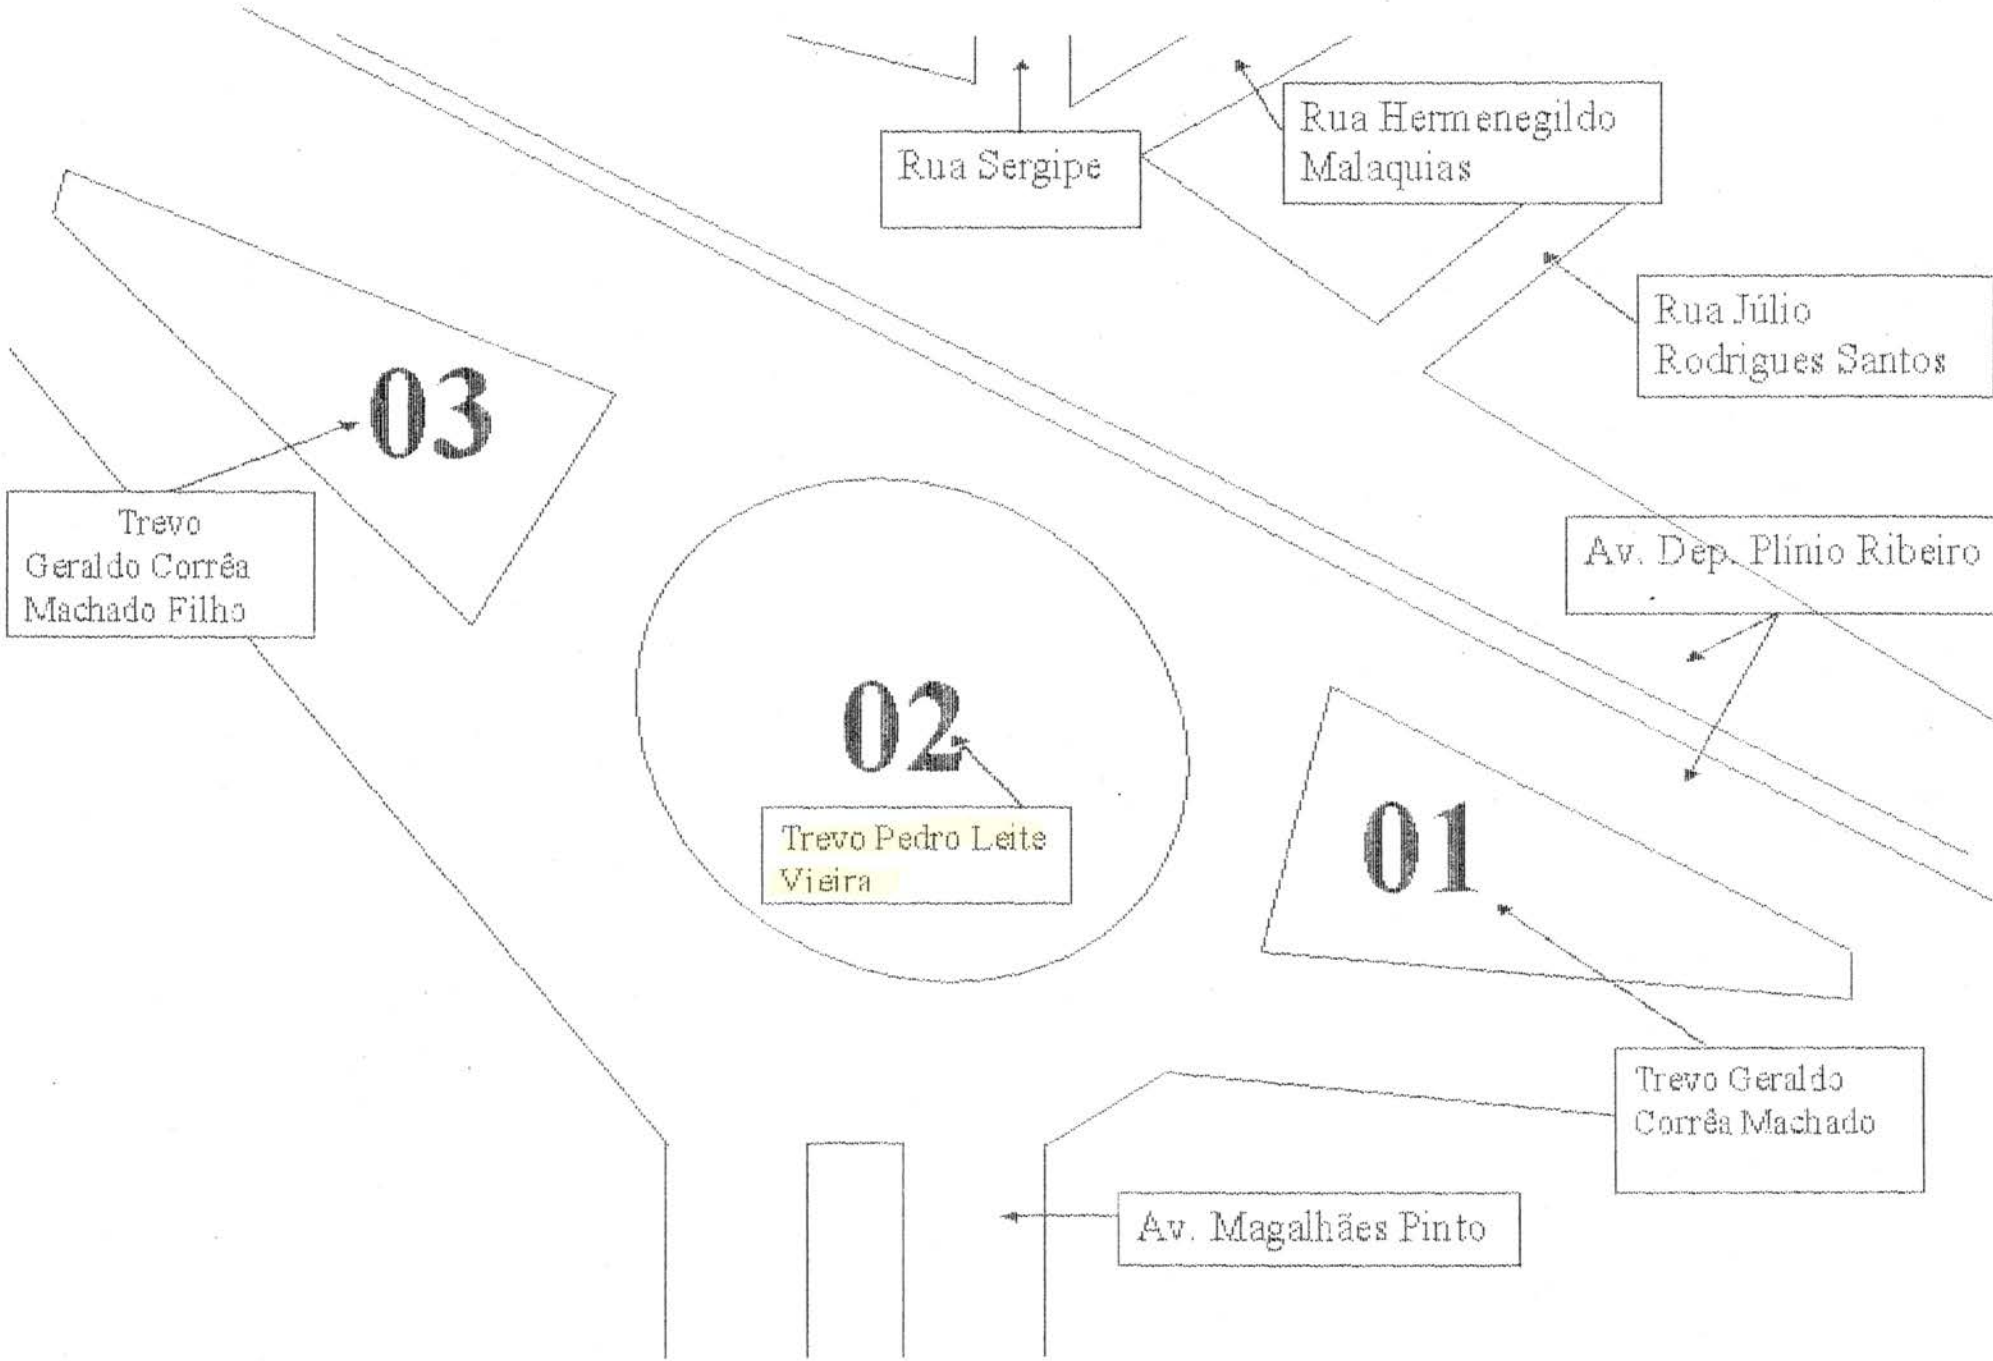 Rua Sergipe
Rua Hermenegildo
Malaquias
Rua Júlio
Rodrigues Santos
03
Trevo
Geraldo Corrêa
Machado Filho
Av. Dep. Plínio Ribeiro
02
Trevo Pedro Leite
Vieira
01
Trevo Geraldo
Corrêa Machado
Av. Magalhães Pinto